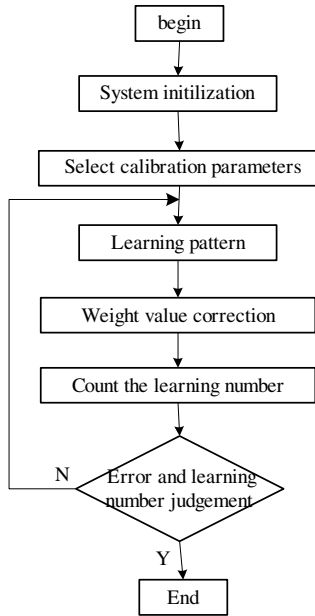 begin
System initilization
Select calibration parameters
Learning pattern
Weight value correction
Count the learning number
N
Error and learning
number judgement
Y
End